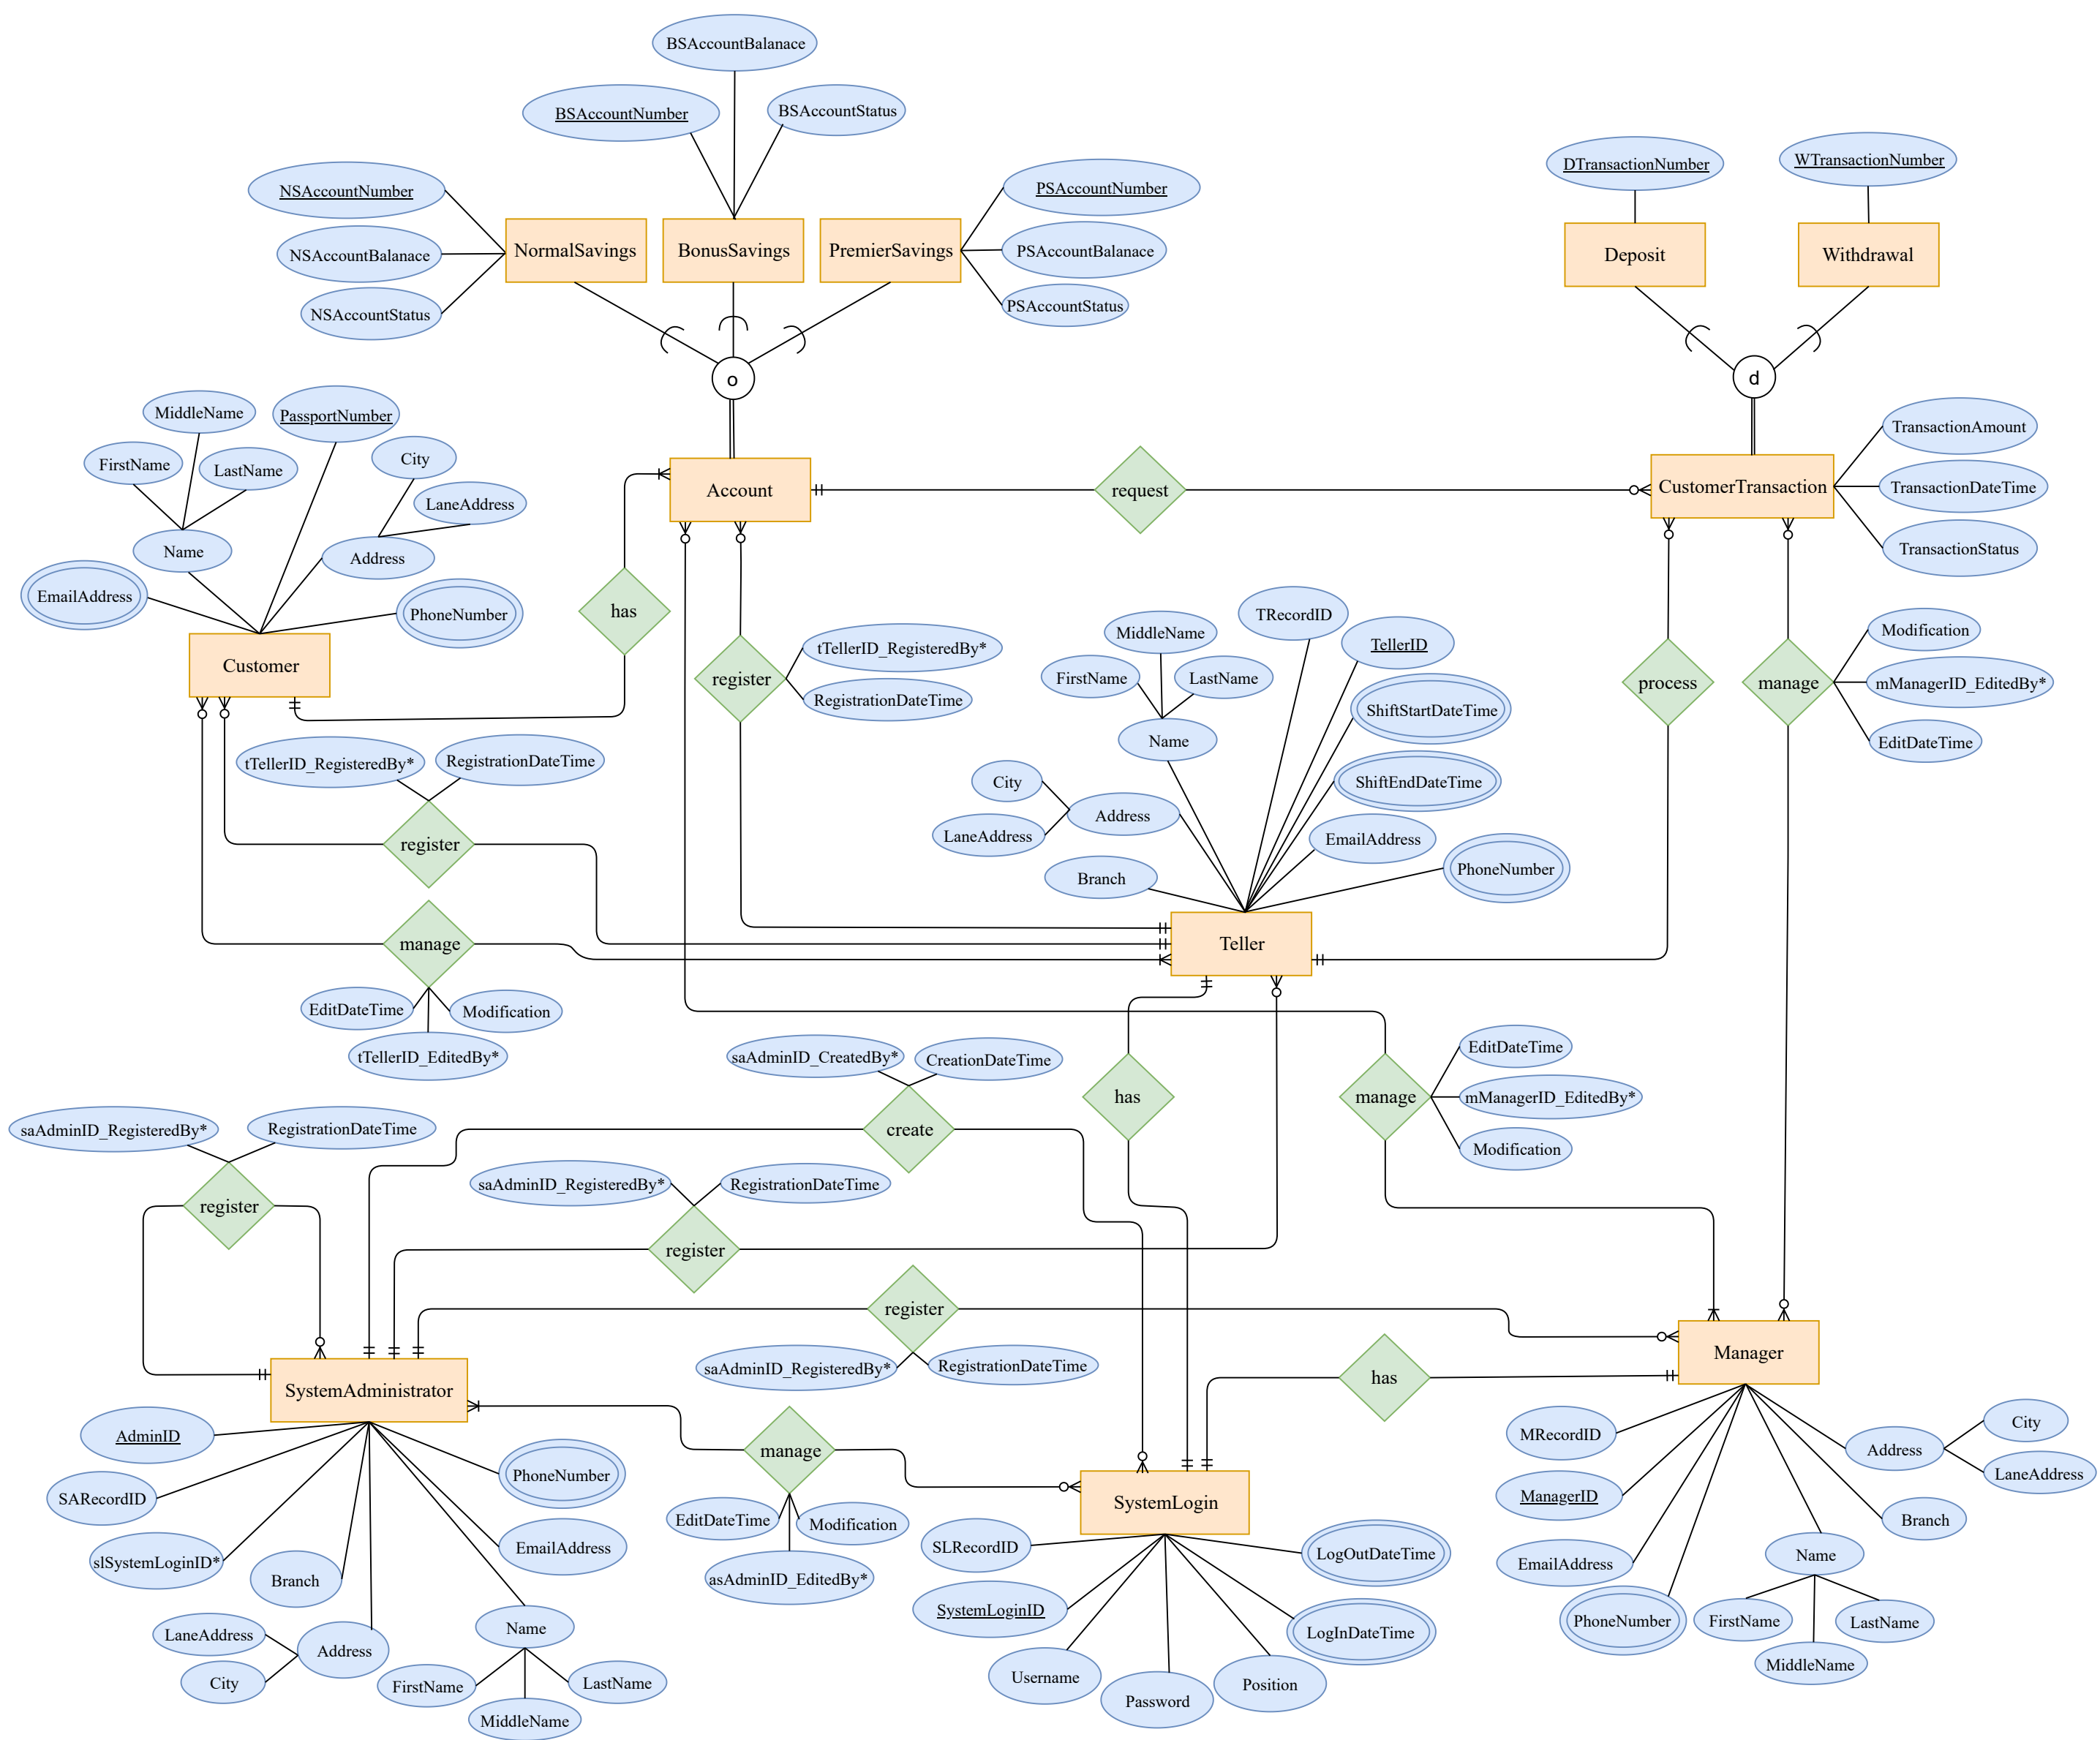 BSAccountBalanace
BSAccountNumber
BSAccountStatus
NSAccountNumber
NSAccountBalanace
NSAccountStatus
NormalSavings
BonusSavings
PremierSavings
PSAccountNumber
PSAccountBalanace
PSAccountStatus
DTransactionNumber
WTransactionNumber
Deposit
Withdrawal
o
d
MiddleName
PassportNumber
FirstName
LastName
City
LaneAddress
Name
Address
EmailAddress
PhoneNumber
Customer
has
Account
request
CustomerTransaction
TransactionAmount
TransactionDateTime
TransactionStatus
register
tTellerID_RegisteredBy*
RegistrationDateTime
process
manage
Modification
mManagerID_EditedBy*
EditDateTime
TRecordID
TellerID
MiddleName
FirstName
LastName
Name
ShiftStartDateTime
ShiftEndDateTime
City
LaneAddress
Address
EmailAddress
Branch
PhoneNumber
Teller
tTellerID_RegisteredBy*
RegistrationDateTime
register
manage
EditDateTime
Modification
tTellerID_EditedBy*
saAdminID_CreatedBy*
CreationDateTime
create
has
manage
EditDateTime
mManagerID_EditedBy*
Modification
saAdminID_RegisteredBy*
RegistrationDateTime
register
saAdminID_RegisteredBy*
RegistrationDateTime
register
register
saAdminID_RegisteredBy*
RegistrationDateTime
has
Manager
SystemAdministrator
AdminID
SARecordID
slSystemLoginID*
Branch
LaneAddress
City
Address
PhoneNumber
EmailAddress
Name
FirstName
LastName
MiddleName
manage
EditDateTime
Modification
asAdminID_EditedBy*
SystemLogin
SLRecordID
SystemLoginID
Username
Password
Position
LogInDateTime
LogOutDateTime
MRecordID
ManagerID
EmailAddress
PhoneNumber
Address
City
LaneAddress
Branch
Name
FirstName
LastName
MiddleName